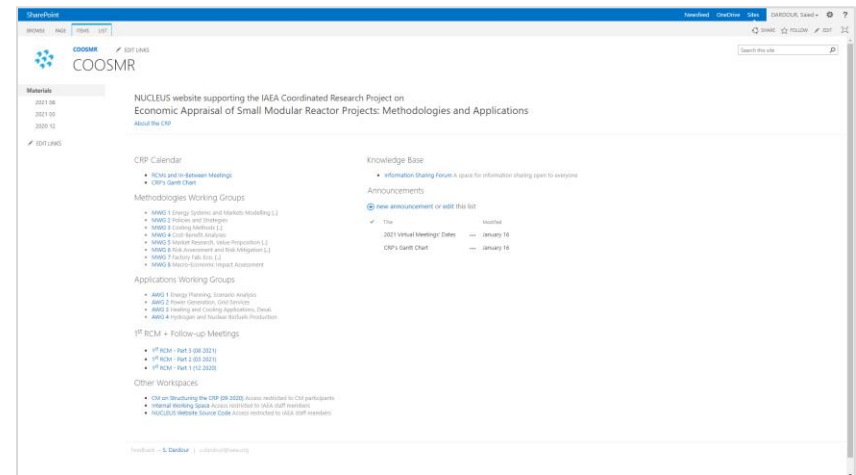 SharePoint
Newsfeed OneDrive Sites DARDOUR, Saied ?
BROWSE PAGE ITEMS LIST
SHARE FOLLOW EDIT
COOSMR EDIT LINKS
COOSMR
Search this site
Materials
2021 08
2021 03
2020 12
EDIT LINKS
NUCLEUS website supporting the IAEA Coordinated Research Project on
Economic Appraisal of Small Modular Reactor Projects: Methodologies and Applications
About the CRP
CRP Calendar
RCMs and In-Between Meetings
CRP's Gantt Chart
Methodologies Working Groups
MWG 1 Energy Systems and Markets Modelling [..]
MWG 2 Policies and Strategies
MWG 3 Costing Methods [..]
MWG 4 Cost-Benefit Analysis
MWG 5 Market Research, Value Proposition [..]
MWG 6 Risk Assessment and Risk Mitigation [..]
MWG 7 Factory Fab. Eco. [..]
MWG 8 Macro-Economic Impact Assessment
Applications Working Groups
AWG 1 Energy Planning, Scenario Analysis
AWG 2 Power Generation, Grid Services
AWG 3 Heating and Cooling Applications, Desal.
AWG 4 Hydrogen and Nuclear Biofuels Production
1st RCM + Follow-up Meetings
1st RCM - Part 3 (08 2021)
1st RCM - Part 2 (03 2021)
1st RCM - Part 1 (12 2020)
Other Workspaces
CM on Structuring the CRP (09 2020) Access restricted to CM participants
Internal Working Space Access restricted to IAEA staff members
NUCLEUS Website Source Code Access restricted to IAEA staff members
Knowledge Base
Information Sharing Forum A space for information sharing open to everyone
Announcements
new announcement or edit this list
Title Modified
2021 Virtual Meetings' Dates ... January 16
CRP's Gantt Chart ... January 16
Feedback → S. Dardour | s.dardour@iaea.org